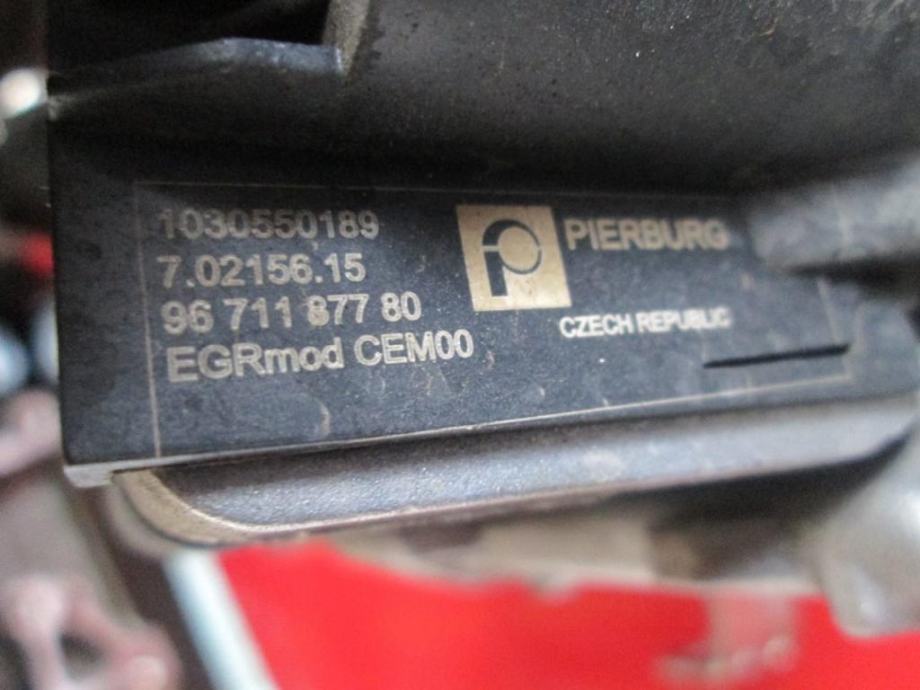 1030550189
7.02156.15
96 711 877 80
EGRmod CEM00
PIERBURG
CZECH REPUBLIC